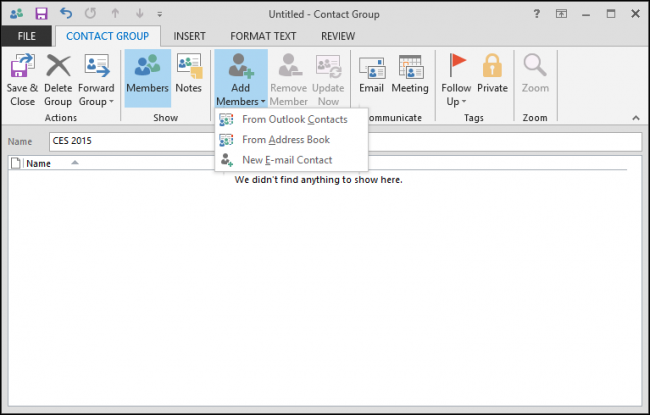 Untitled - Contact Group
?
FILE
CONTACT GROUP
INSERT
FORMAT TEXT
REVIEW
Save & Close
Delete Group
Forward Group
Members
Notes
Add Members
Remove Member
Update Now
Email
Meeting
Follow Up
Private
Zoom
Actions
Show
ommunicate
Tags
Zoom
From Outlook Contacts
From Address Book
New E-mail Contact
Name
CES 2015
Name
We didn't find anything to show here.